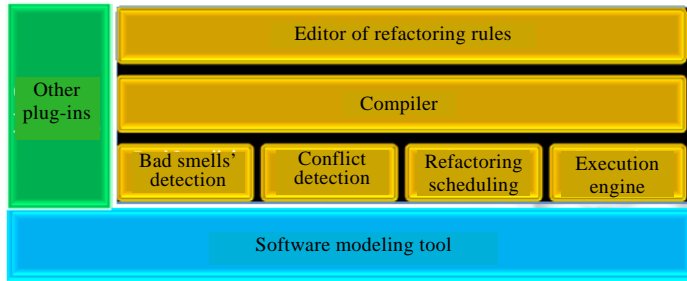 Editor of refactoring rules
Other
plug-ins
Compiler
Bad smells’
detection
Conflict
detection
Refactoring
scheduling
Execution
engine
Software modeling tool